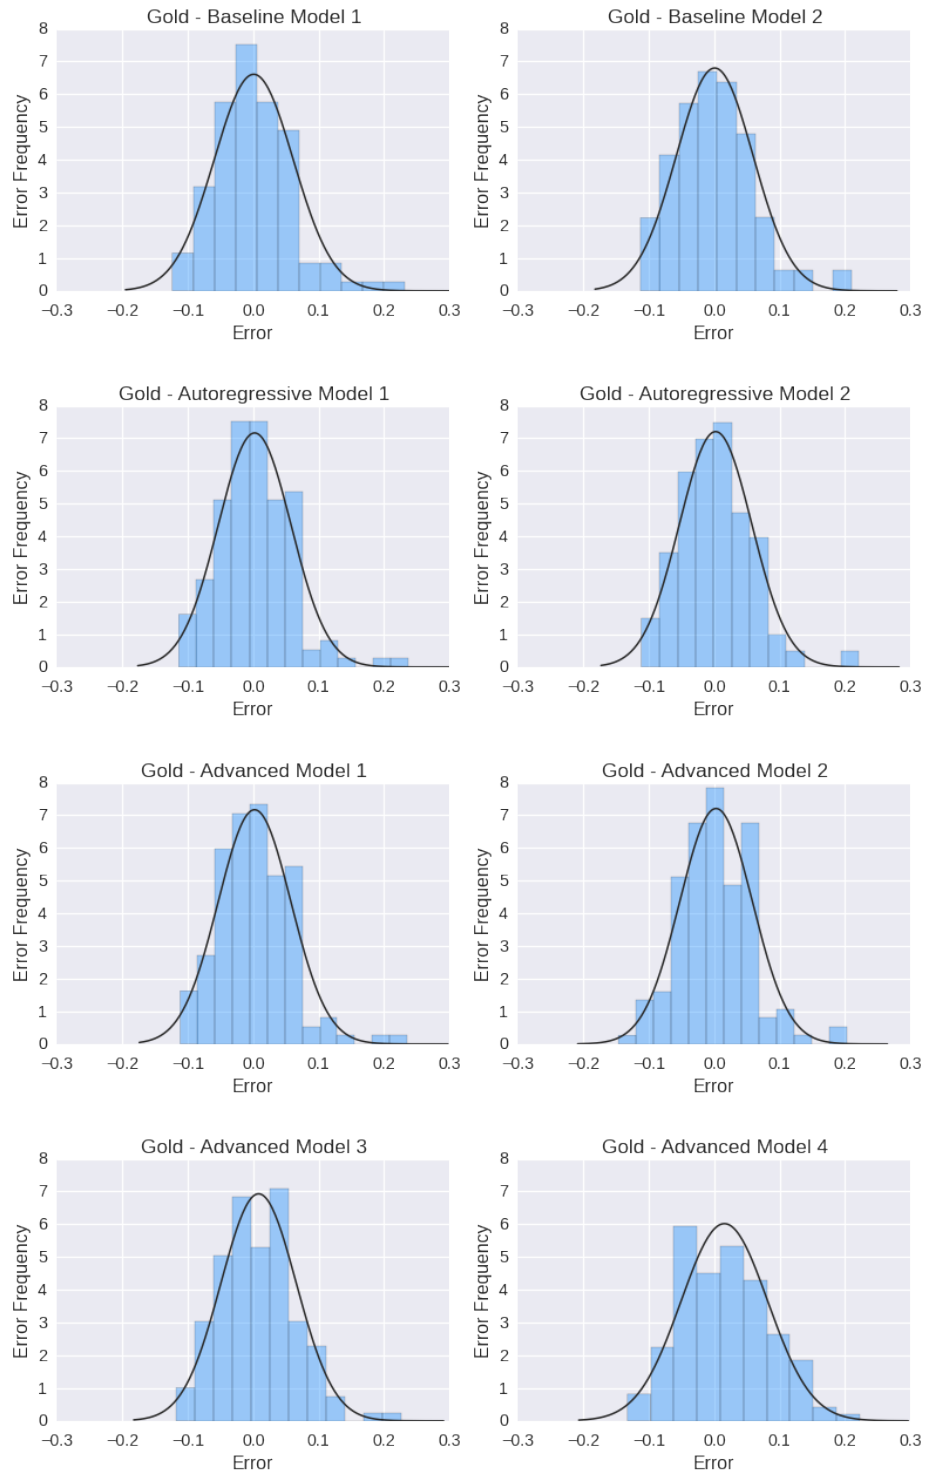 Gold - Baseline Model 1
8
7
6
5
4
3
2
1
0
Error Frequency
−0.3 −0.2 −0.1 0.0 0.1 0.2 0.3
Error
Gold - Baseline Model 2
8
7
6
5
4
3
2
1
0
Error Frequency
−0.3 −0.2 −0.1 0.0 0.1 0.2 0.3
Error
Gold - Autoregressive Model 1
8
7
6
5
4
3
2
1
0
Error Frequency
−0.3 −0.2 −0.1 0.0 0.1 0.2 0.3
Error
Gold - Autoregressive Model 2
8
7
6
5
4
3
2
1
0
Error Frequency
−0.3 −0.2 −0.1 0.0 0.1 0.2 0.3
Error
Gold - Advanced Model 1
8
7
6
5
4
3
2
1
0
Error Frequency
−0.3 −0.2 −0.1 0.0 0.1 0.2 0.3
Error
Gold - Advanced Model 2
8
7
6
5
4
3
2
1
0
Error Frequency
−0.3 −0.2 −0.1 0.0 0.1 0.2 0.3
Error
Gold - Advanced Model 3
8
7
6
5
4
3
2
1
0
Error Frequency
−0.3 −0.2 −0.1 0.0 0.1 0.2 0.3
Error
Gold - Advanced Model 4
8
7
6
5
4
3
2
1
0
Error Frequency
−0.3 −0.2 −0.1 0.0 0.1 0.2 0.3
Error